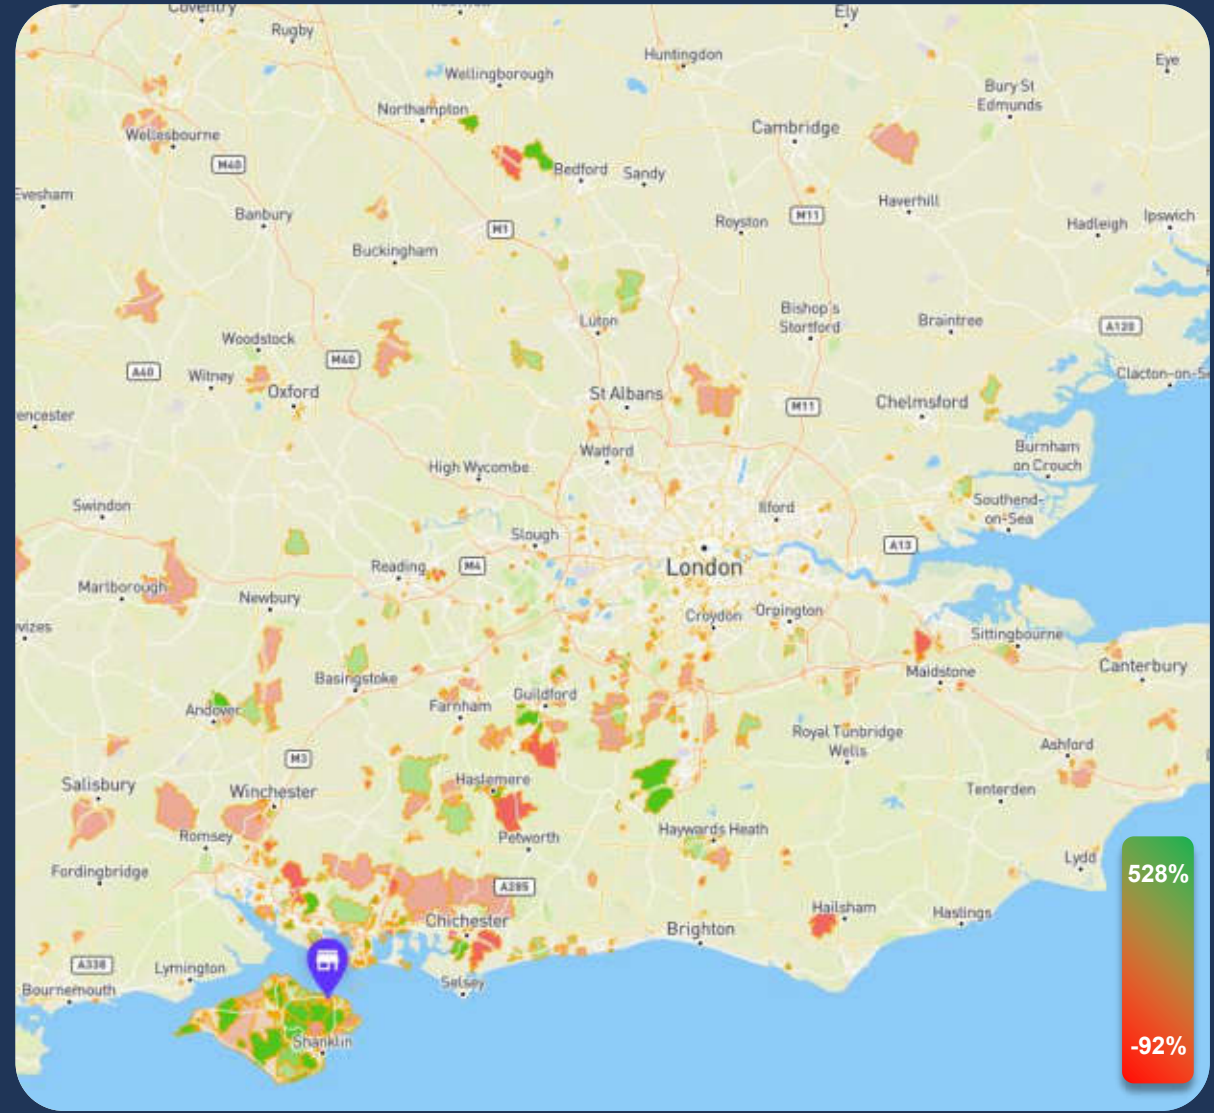 Coventry
Ely
Rugby
Huntingdon
Eye
Wellingborough
Bury St
Edmunds
Northampton
Cambridge
Wellesbourne
M40
Bedford
Sandy
Evesham
Haverhill
Banbury
M11
Ipswich
Royston
Hadleigh
M1
Buckingham
Bishop's
Stortford
Luton
Braintree
A120
Woodstock
M40
A40
Witney
Clacton-on-Se
Oxford
St Albans
M11
Chelmsford
encester
Watford
Burnham
on Crouch
High Wycombe
Swindon
Ilford
Southend-
on-Sea
Slough
A13
Reading
M4
London
Marlborough
Newbury
Croydon
Orpington
vizes
Sittingbourne
Canterbury
Maidstone
Basingstoke
Guildford
Farnham
Andover
Royal Tunbridge
Wells
Ashford
M3
Haslemere
Salisbury
Winchester
Tenterden
Haywards Heath
Romsey
Petworth
Lydd
Fordingbridge
528%
A285
Hailsham
Hastings
Chichester
Brighton
A338
Lymington
Selsey
Bournemouth
Shanklin
-92%